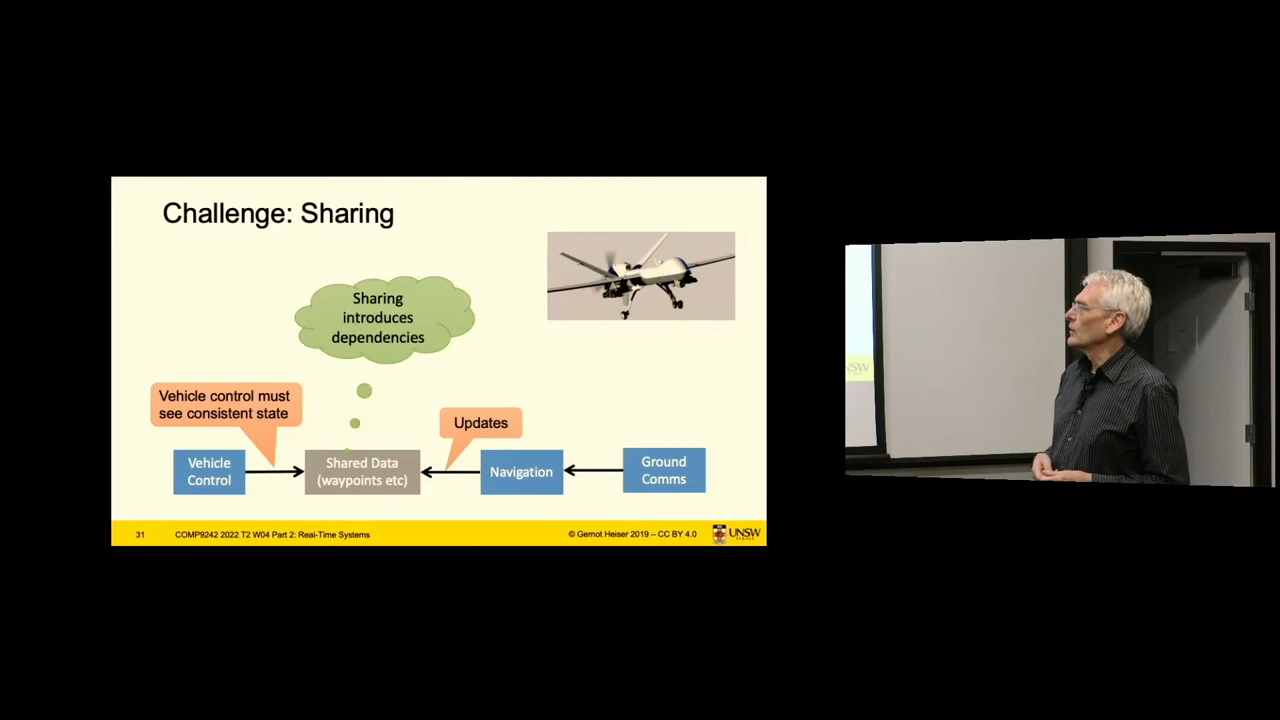 Challenge: Sharing
Sharing
introduces
dependencies
Vehicle control must
see consistent state
Updates
Vehicle
Control
Shared Data
(waypoints etc)
Navigation
Ground
Comms
31
COMP9242 2022 T2 W04 Part 2: Real-Time Systems
© Gernot Heiser 2019 – CC BY 4.0
UNSW
SYDNEY
NSW